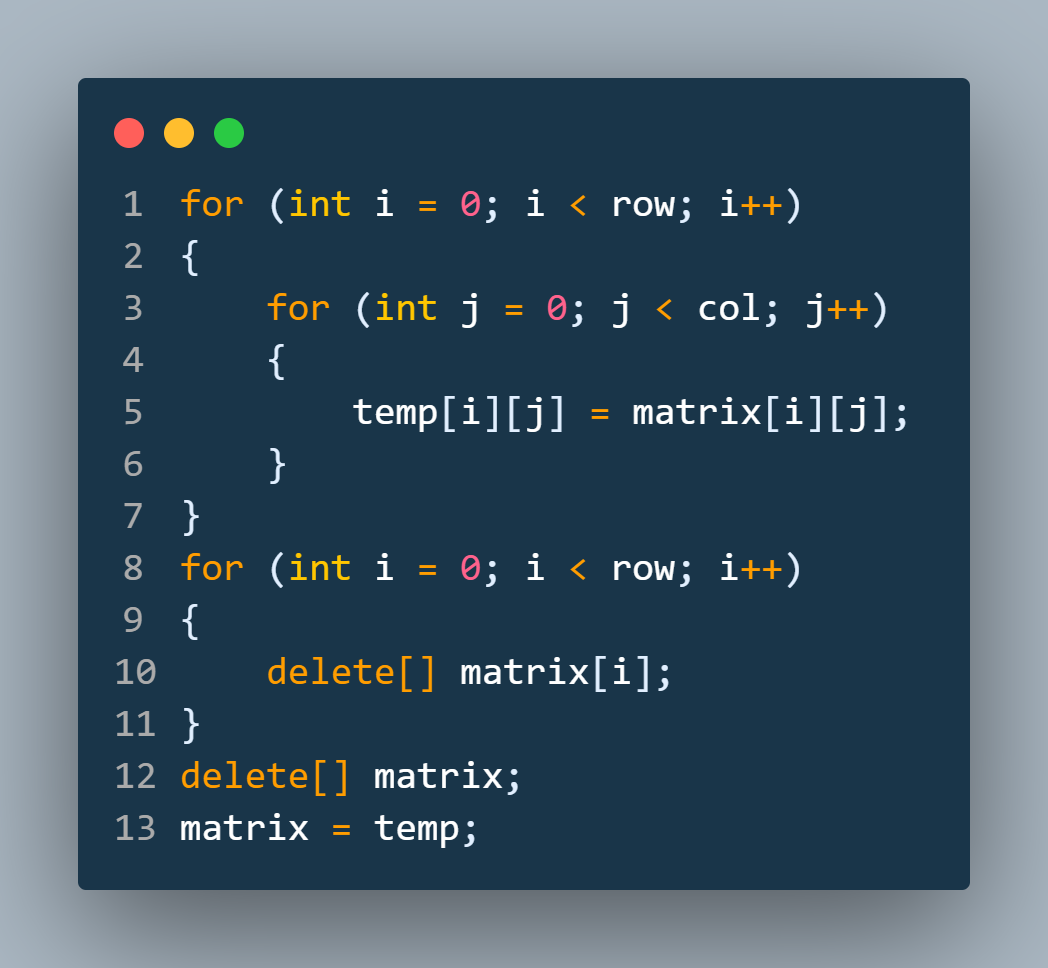 1 for (int i = 0; i < row; i++)
2 {
3     for (int j = 0; j < col; j++)
4     {
5         temp[i][j] = matrix[i][j];
6     }
7 }
8 for (int i = 0; i < row; i++)
9 {
10     delete[] matrix[i];
11 }
12 delete[] matrix;
13 matrix = temp;